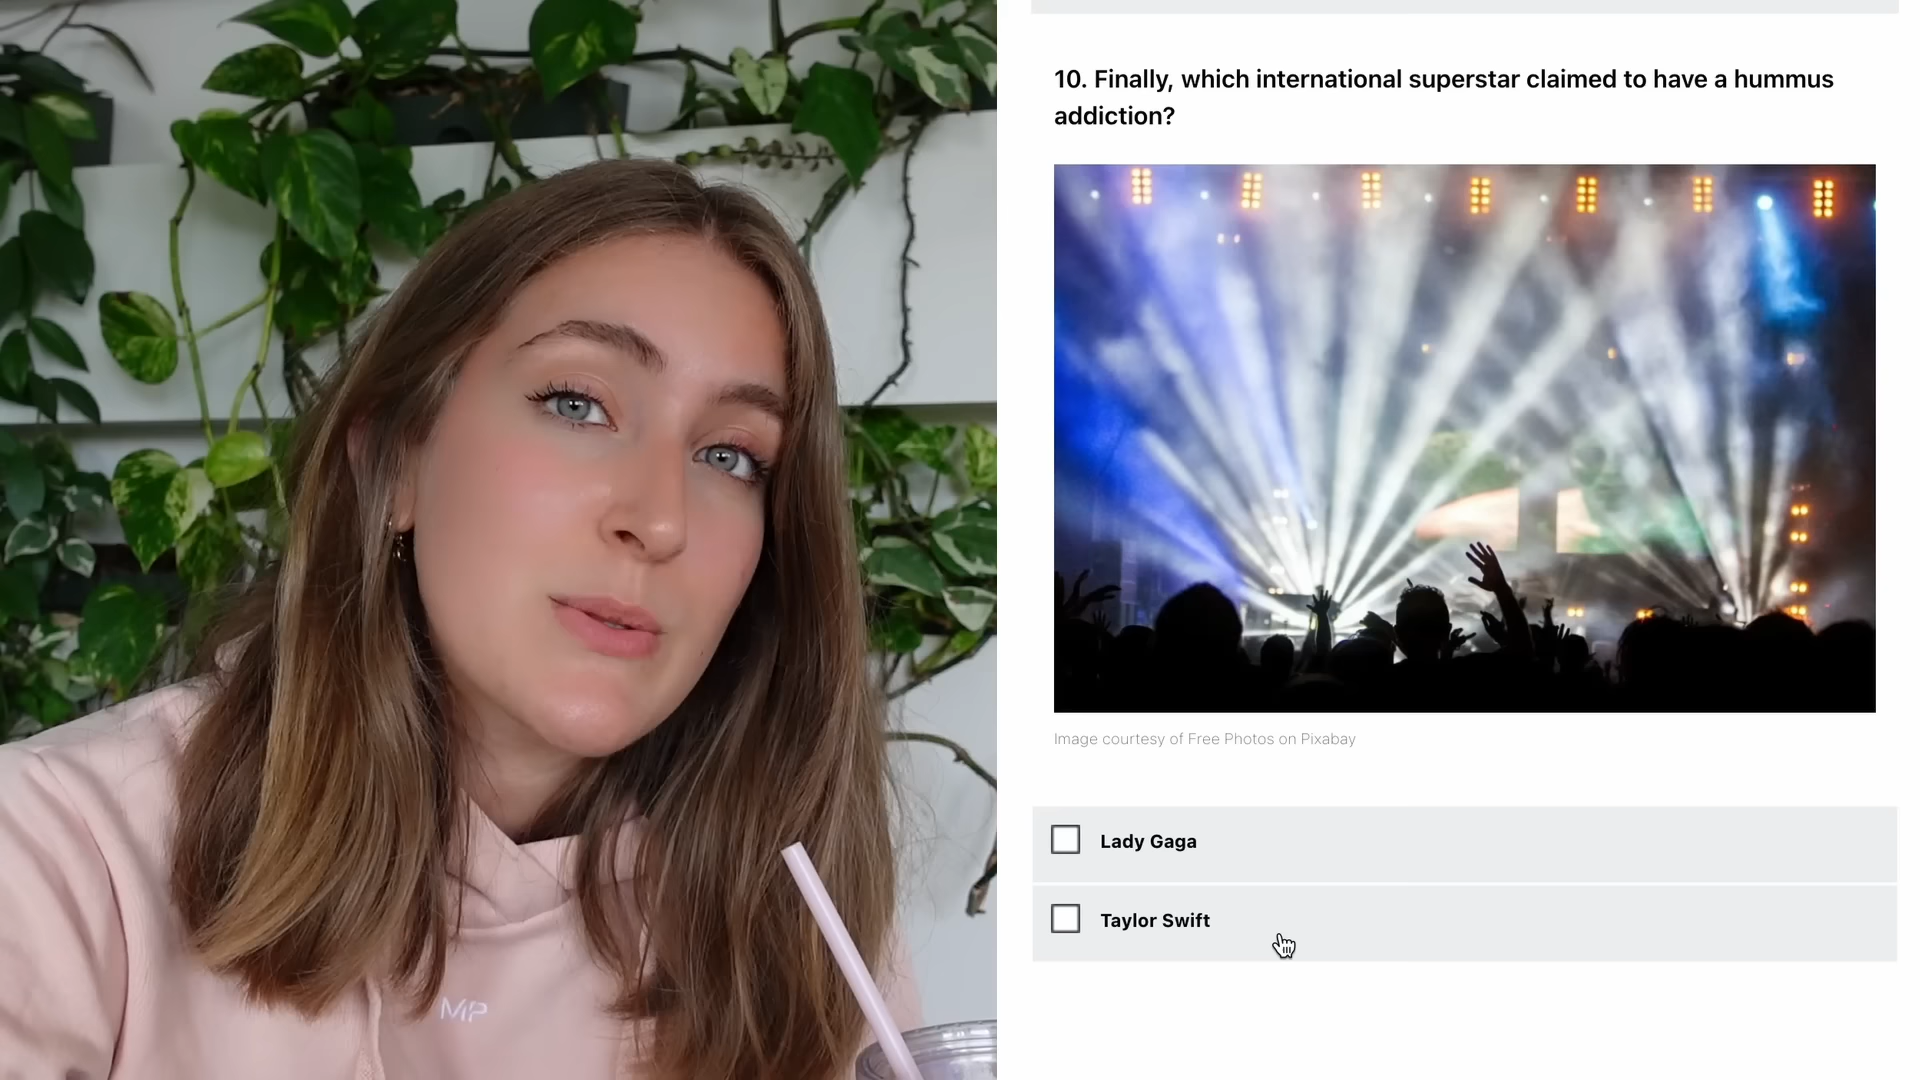 10. Finally, which international superstar claimed to have a hummus
addiction?
Image courtesy of Free Photos on Pixabay
Lady Gaga
Taylor Swift
MP